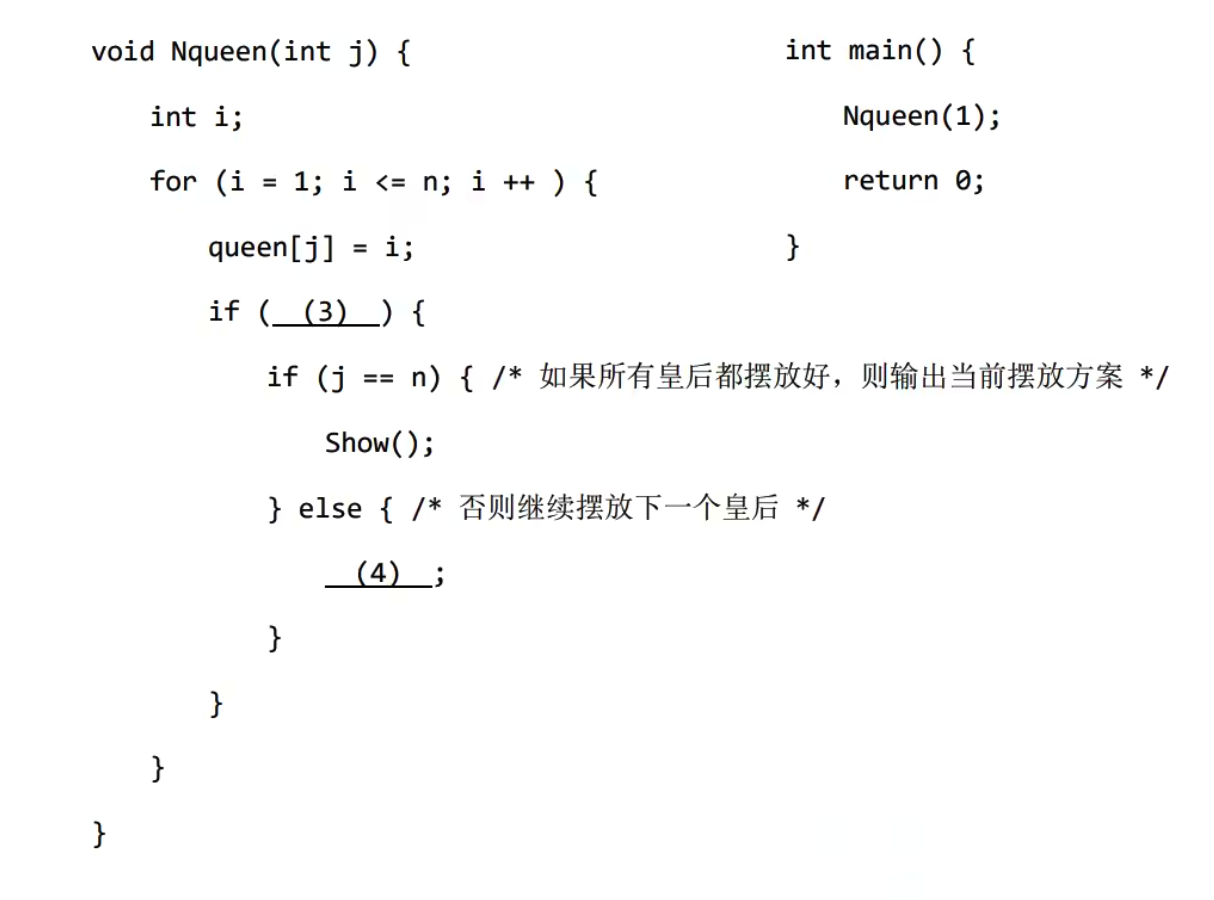 void Nqueen(int j) {
int i;
for (i = 1; i <= n; i ++ ) {
queen[j] = i;
if ( (3) ) {
if (j == n) { /* 如果所有皇后都摆放好，则输出当前摆放方案 */
Show();
} else { /* 否则继续摆放下一个皇后 */
(4) ;
}
}
}
}
int main() {
Nqueen(1);
return 0;
}